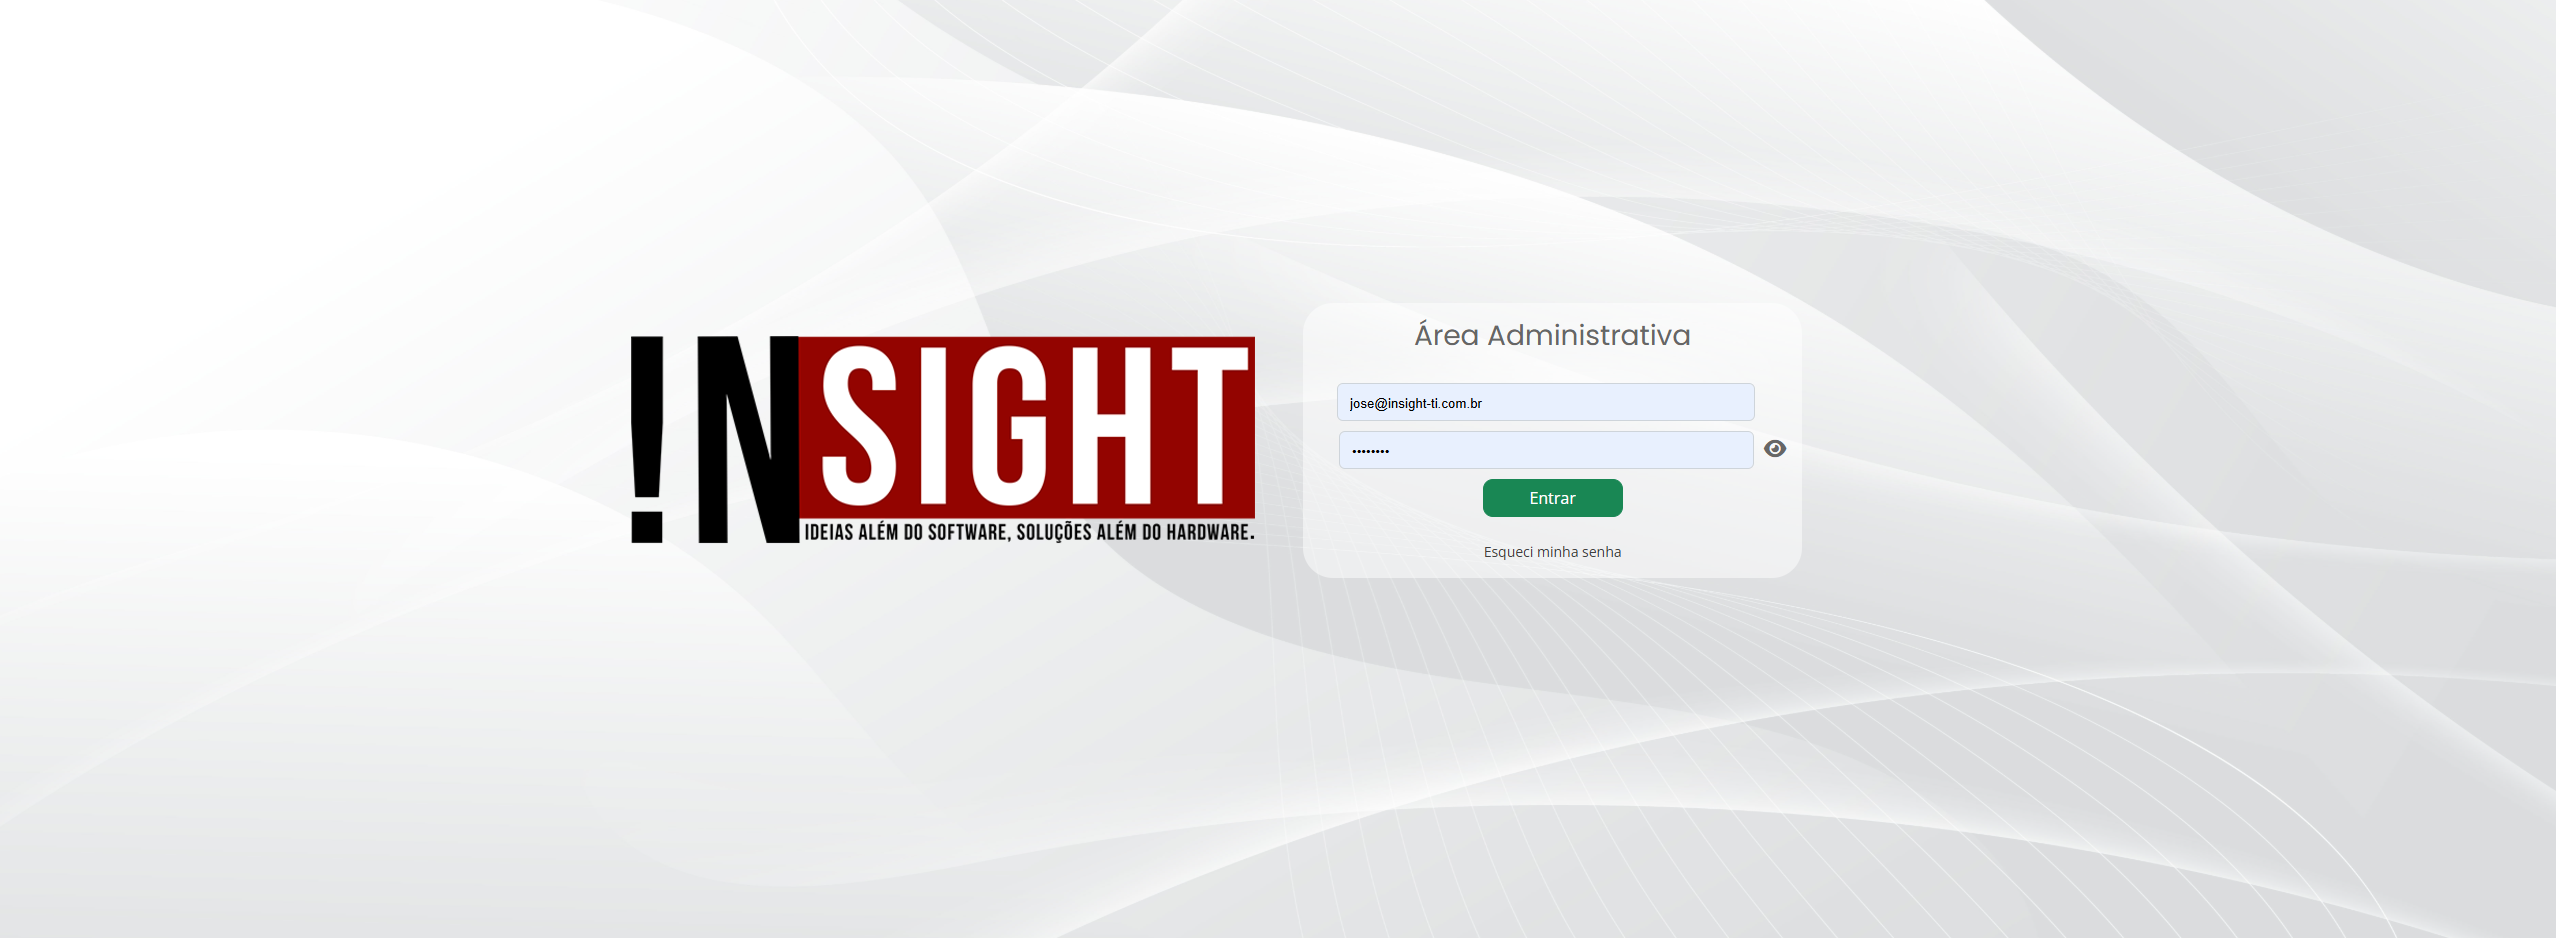 !NSIGHT
IDEIAS ALÉM DO SOFTWARE, SOLUÇÕES ALÉM DO HARDWARE.
Área Administrativa
jose@insight-ti.com.br
••••••••
Entrar
Esqueci minha senha